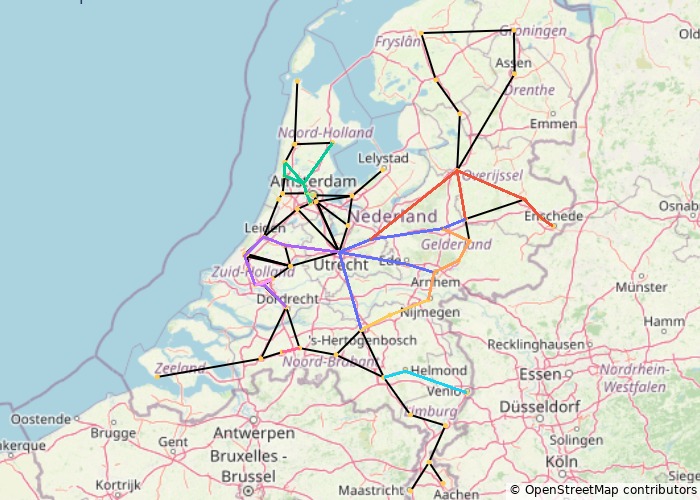 Groningen
Fryslân
Assen
Drenthe
Emmen
Noord-Holland
Lelystad
Overijssel
Amsterdam
Nederland
Enschede
Osnab
Leiden
Gelderland
Utrecht
Ede
Zuid-Holland
Arnhem
Münster
Dordrecht
Nijmegen
Hamm
's-Hertogenbosch
Recklinghausen
Noord-Brabant
Helmond
Zeeland
Essen
Nordrhein-
Westfalen
Venlo
Düsseldorf
Limburg
Oostende
Brugge
Antwerpen
nkerque
Gent
Solingen
Bruxelles -
Brussel
Köln
Kortrijk
Maastricht
Aachen
© OpenStreetMap contributors